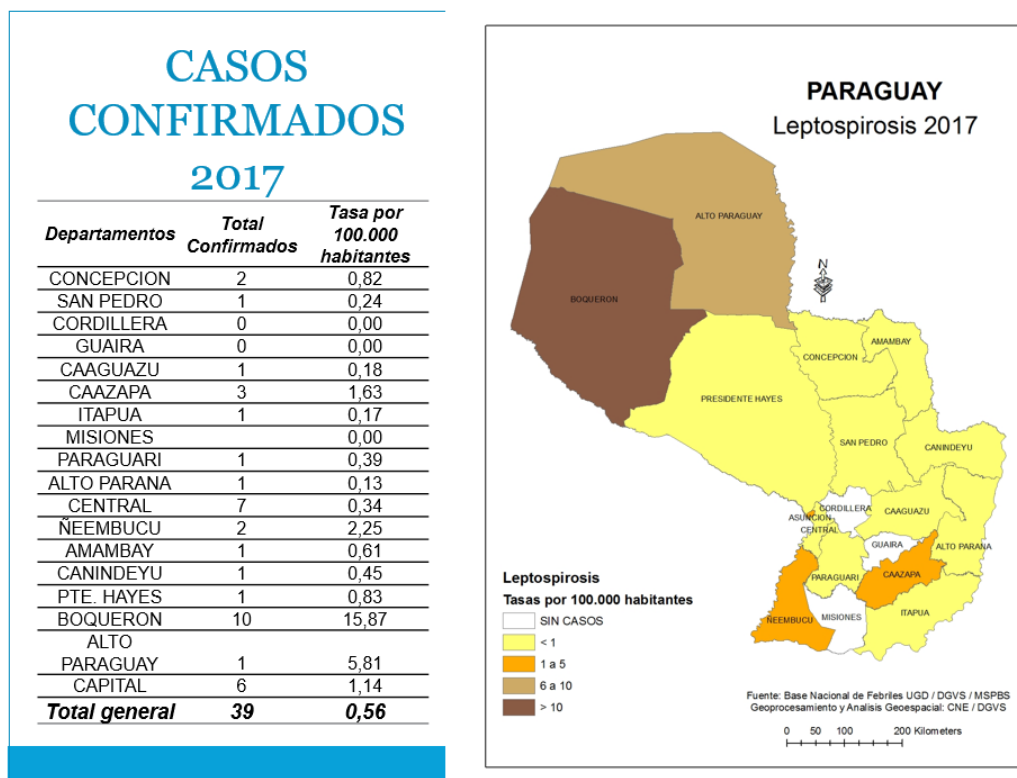 CASOS
CONFIRMADOS
2017
Departamentos Total Confirmados Tasa por 100.000 habitantes
CONCEPCION 2 0,82
SAN PEDRO 1 0,24
CORDILLERA 0 0,00
GUAIRA 0 0,00
CAAGUAZU 1 0,18
CAAZAPA 3 1,63
ITAPUA 1 0,17
MISIONES 0,00
PARAGUARI 1 0,39
ALTO PARANA 1 0,13
CENTRAL 7 0,34
ÑEEMBUCU 2 2,25
AMAMBAY 1 0,61
CANINDEYU 1 0,45
PTE. HAYES 1 0,83
BOQUERON 10 15,87
ALTO PARAGUAY 1 5,81
CAPITAL 6 1,14
Total general 39 0,56
PARAGUAY
Leptospirosis 2017
ALTO PARAGUAY
N
BOQUERON
AMAMBAY
CONCEPCION
PRESIDENTE HAYES
SAN PEDRO
CANINDEYU
CORDILLERA
CAAGUAZU
ASUNCION
CENTRAL
GUAIRA
ALTO PARANA
CAAZAPA
PARAGUARI
ITAPUA
ÑEEMBUCU
MISIONES
Leptospirosis
Tasas por 100.000 habitantes
SIN CASOS
< 1
1 a 5
6 a 10
> 10
Fuente: Base Nacional de Febriles UGD / DGVS / MSPBS
Geoprocesamiento y Analisis Geoespacial: CNE / DGVS
0 50 100 200 Kilometers